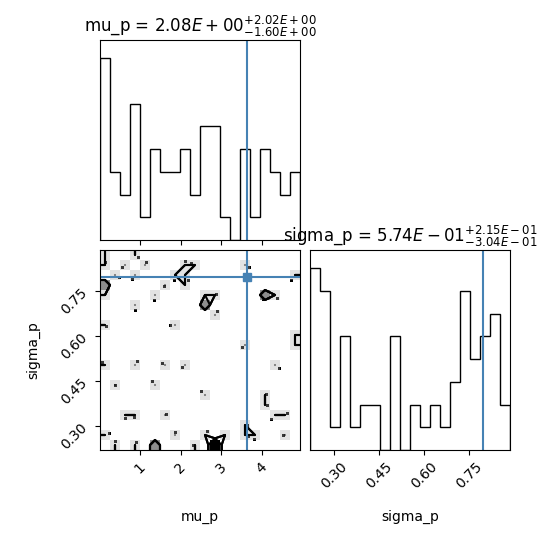 mu_p = 2.08E + 00 +2.02E+00 −1.60E+00
sigma_p = 5.74E − 01 +2.15E−01 −3.04E−01
sigma_p
0.75
0.60
0.45
0.30
1 2 3 4
0.30 0.45 0.60 0.75
mu_p
sigma_p